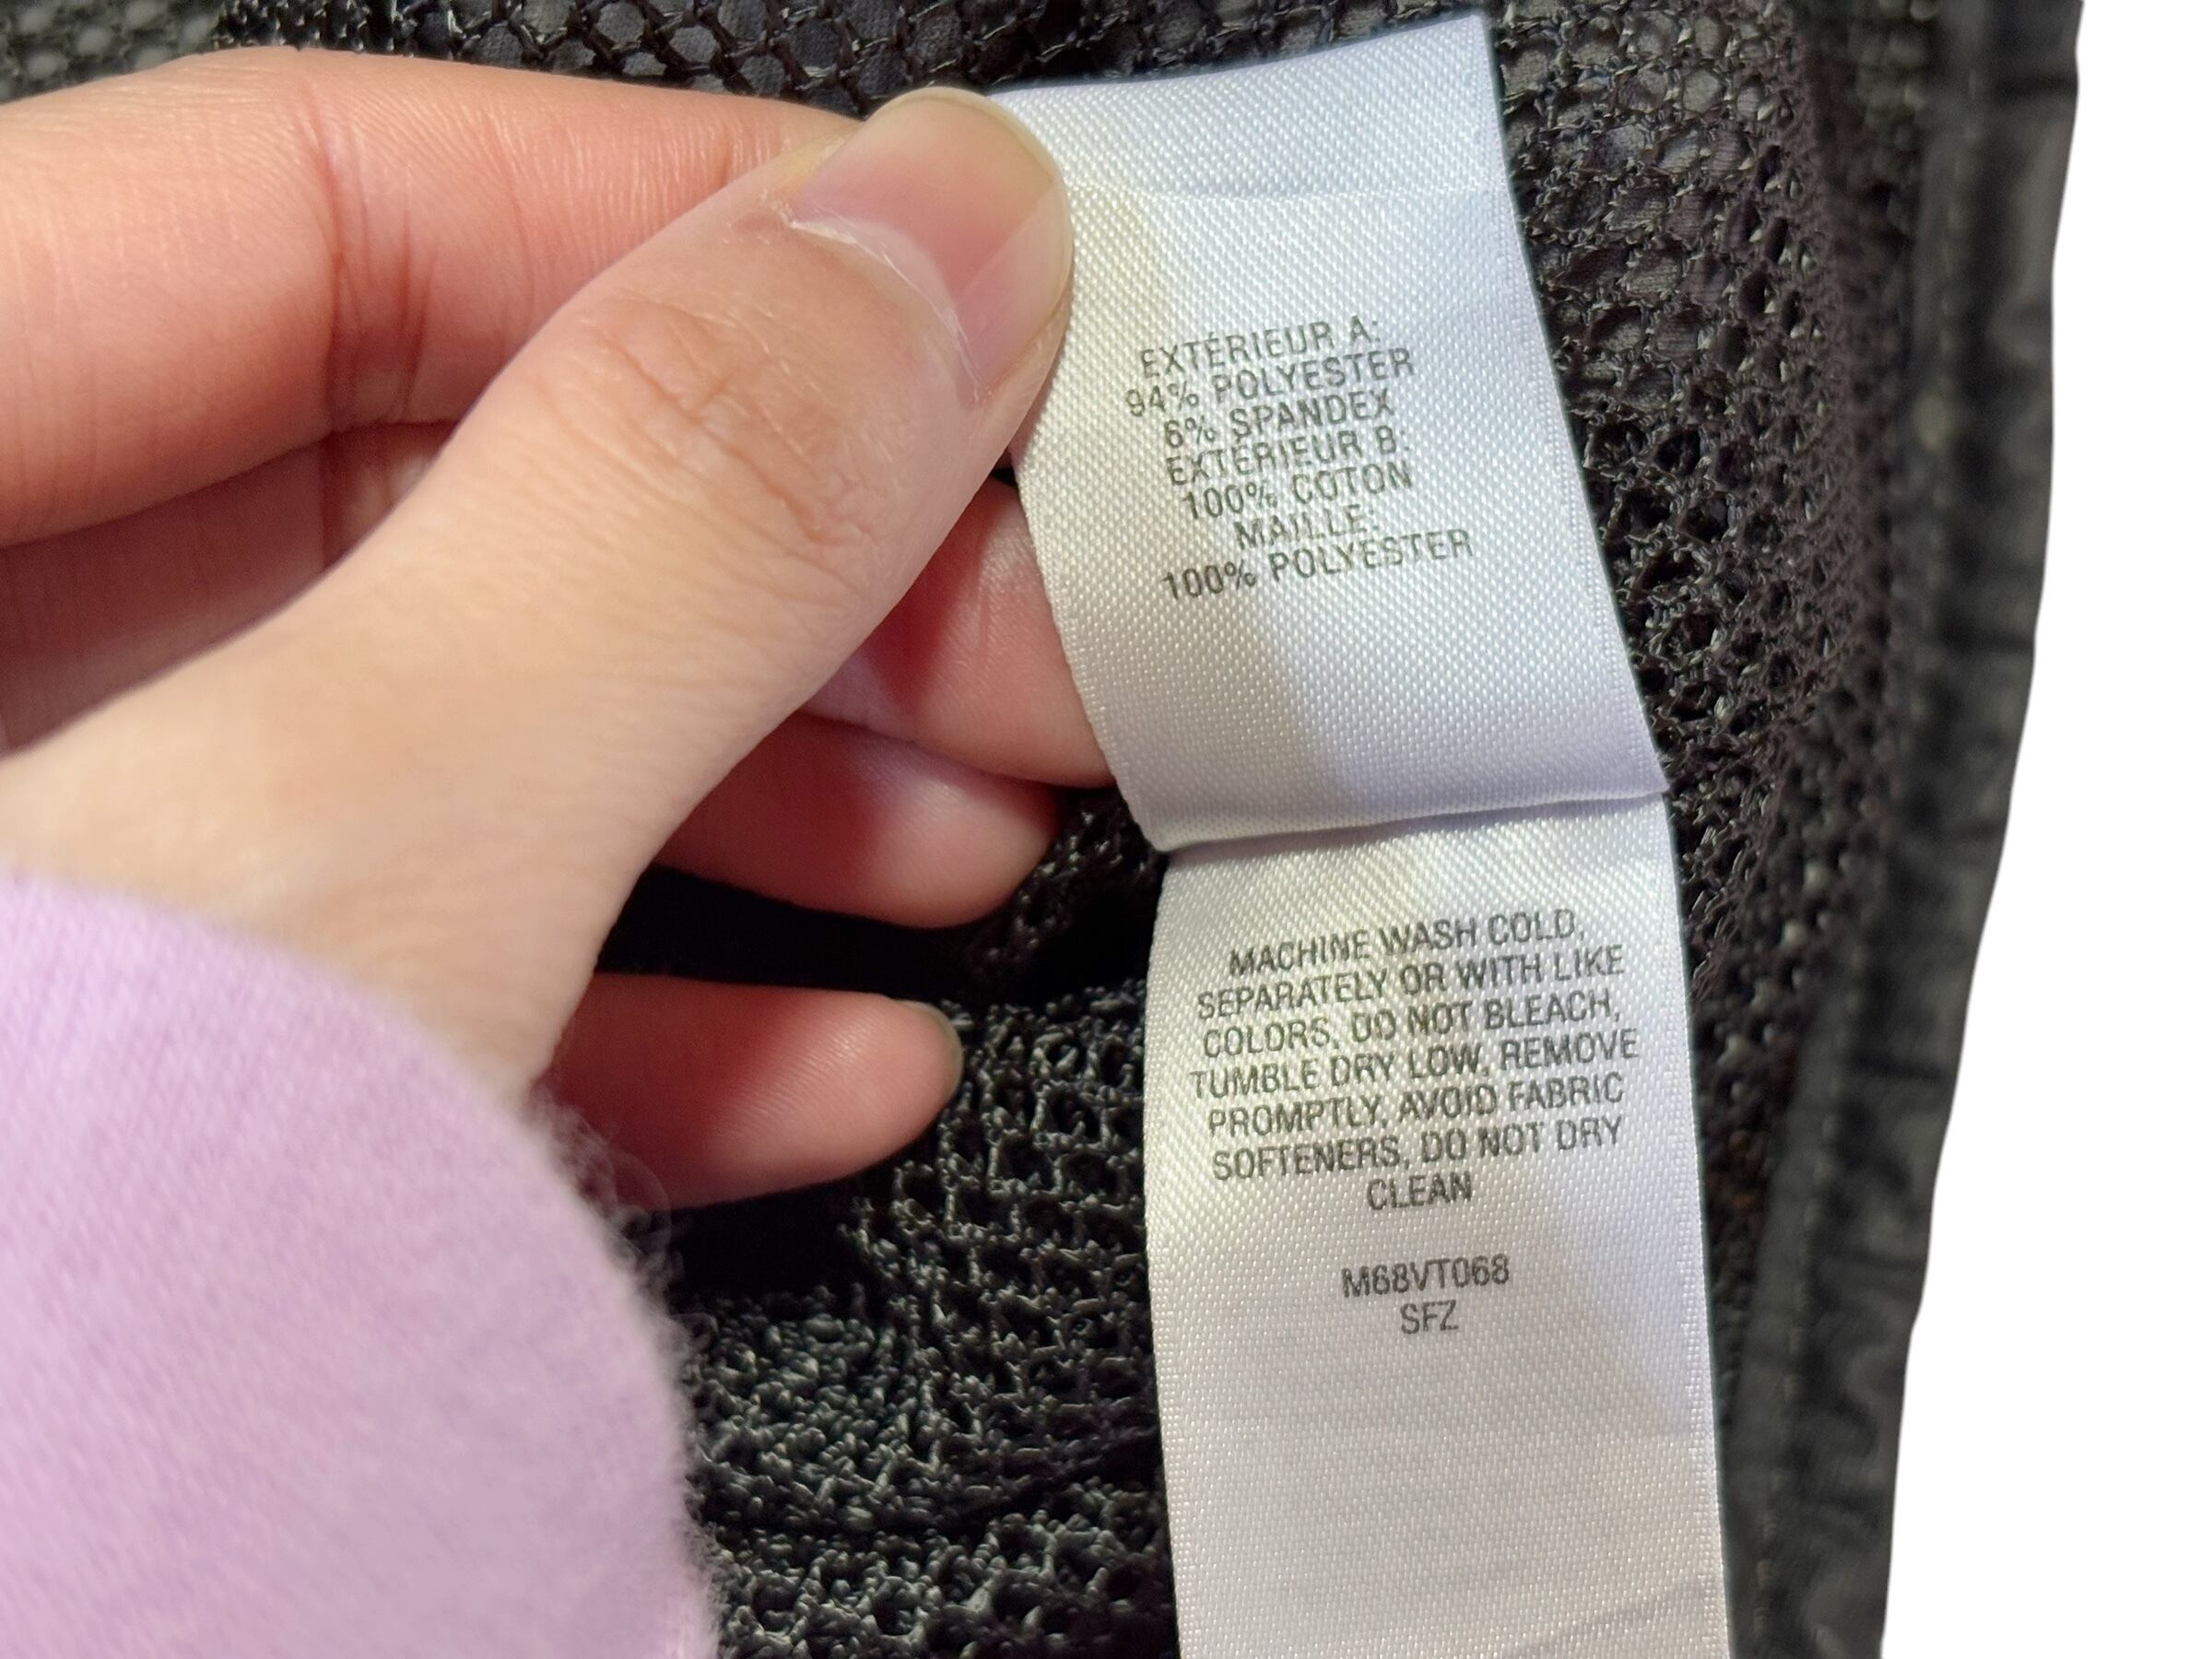 EXTÉRIEUR A:
94% POLYESTER
6% SPANDEX
EXTÉRIEUR B:
100% COTON
MAILLE:
100% POLYESTER
MACHINE WASH COLD,
SEPARATELY OR WITH LIKE
COLORS, DO NOT BLEACH,
TUMBLE DRY LOW, REMOVE
PROMPTLY, AVOID FABRIC
SOFTENERS, DO NOT DRY
CLEAN
M68VT068
SFZ